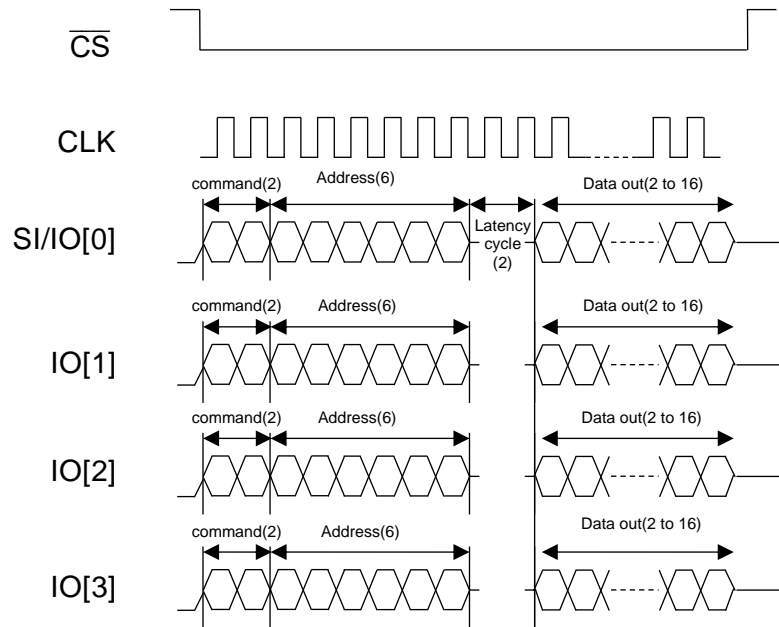 CS
CLK
command(2) Address(6) Data out(2 to 16)
SI/IO[0]
Latency
cycle
(2)
command(2) Address(6) Data out(2 to 16)
IO[1]
command(2) Address(6) Data out(2 to 16)
IO[2]
command(2) Address(6) Data out(2 to 16)
IO[3]